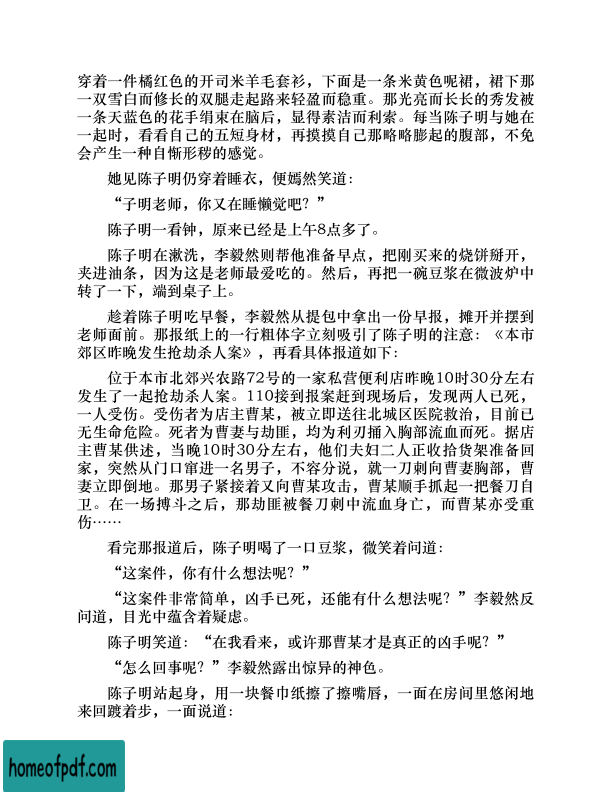 穿着一件橘红色的开司米羊毛套衫，下面是一条米黄色呢裙，裙下那
一双雪白而修长的双腿走起路来轻盈而稳重。那光亮而长长的秀发被
一条天蓝色的花手绢束在脑后，显得素洁而利索。每当陈子明与她在
一起时，看看自己的五短身材，再摸摸自己那略略膨起的腹部，不免
会产生一种自惭形秽的感觉。
她见陈子明仍穿着睡衣，便嫣然笑道：
“子明老师，你又在睡懒觉吧？”
陈子明一看钟，原来已经是上午8点多了。
陈子明在漱洗，李毅然则帮他准备早点，把刚买来的烧饼掰开，
夹进油条，因为这是老师最爱吃的。然后，再把一碗豆浆在微波炉中
转了一下，端到桌子上。
趁着陈子明吃早餐，李毅然从提包中拿出一份早报，摊开并摆到
老师面前。那报纸上的一行粗体字立刻吸引了陈子明的注意：《本市
郊区昨晚发生抢劫杀人案》，再看具体报道如下：
位于本市北郊兴农路72号的一家私营便利店昨晚10时30分左右
发生了一起抢劫杀人案。110接到报案赶到现场后，发现两人已死，
一人受伤。受伤者为店主曹某，被立即送往北城区医院救治，目前已
无生命危险。死者为曹妻与劫匪，均为利刃捅入胸部流血而死。据店
主曹某供述，当晚10时30分左右，他们夫妇二人正收拾货架准备回
家，突然从门口窜进一名男子，不容分说，就一刀刺向曹妻胸部，曹
妻立即倒地。那男子紧接着又向曹某攻击，曹某顺手抓起一把餐刀自
卫。在一场搏斗之后，那劫匪被餐刀刺中流血身亡，而曹某亦受重
伤……
看完那报道后，陈子明喝了一口豆浆，微笑着问道：
“这案件，你有什么想法呢？”
“这案件非常简单，凶手已死，还能有什么想法呢？”李毅然反
问道，目光中蕴含着疑虑。
陈子明笑道：“在我看来，或许那曹某才是真正的凶手呢？”
“怎么回事呢？”李毅然露出惊异的神色。
陈子明站起身，用一块餐巾纸擦了擦嘴唇，一面在房间里悠闲地
来回踱着步，一面说道：
homeofpdf.com